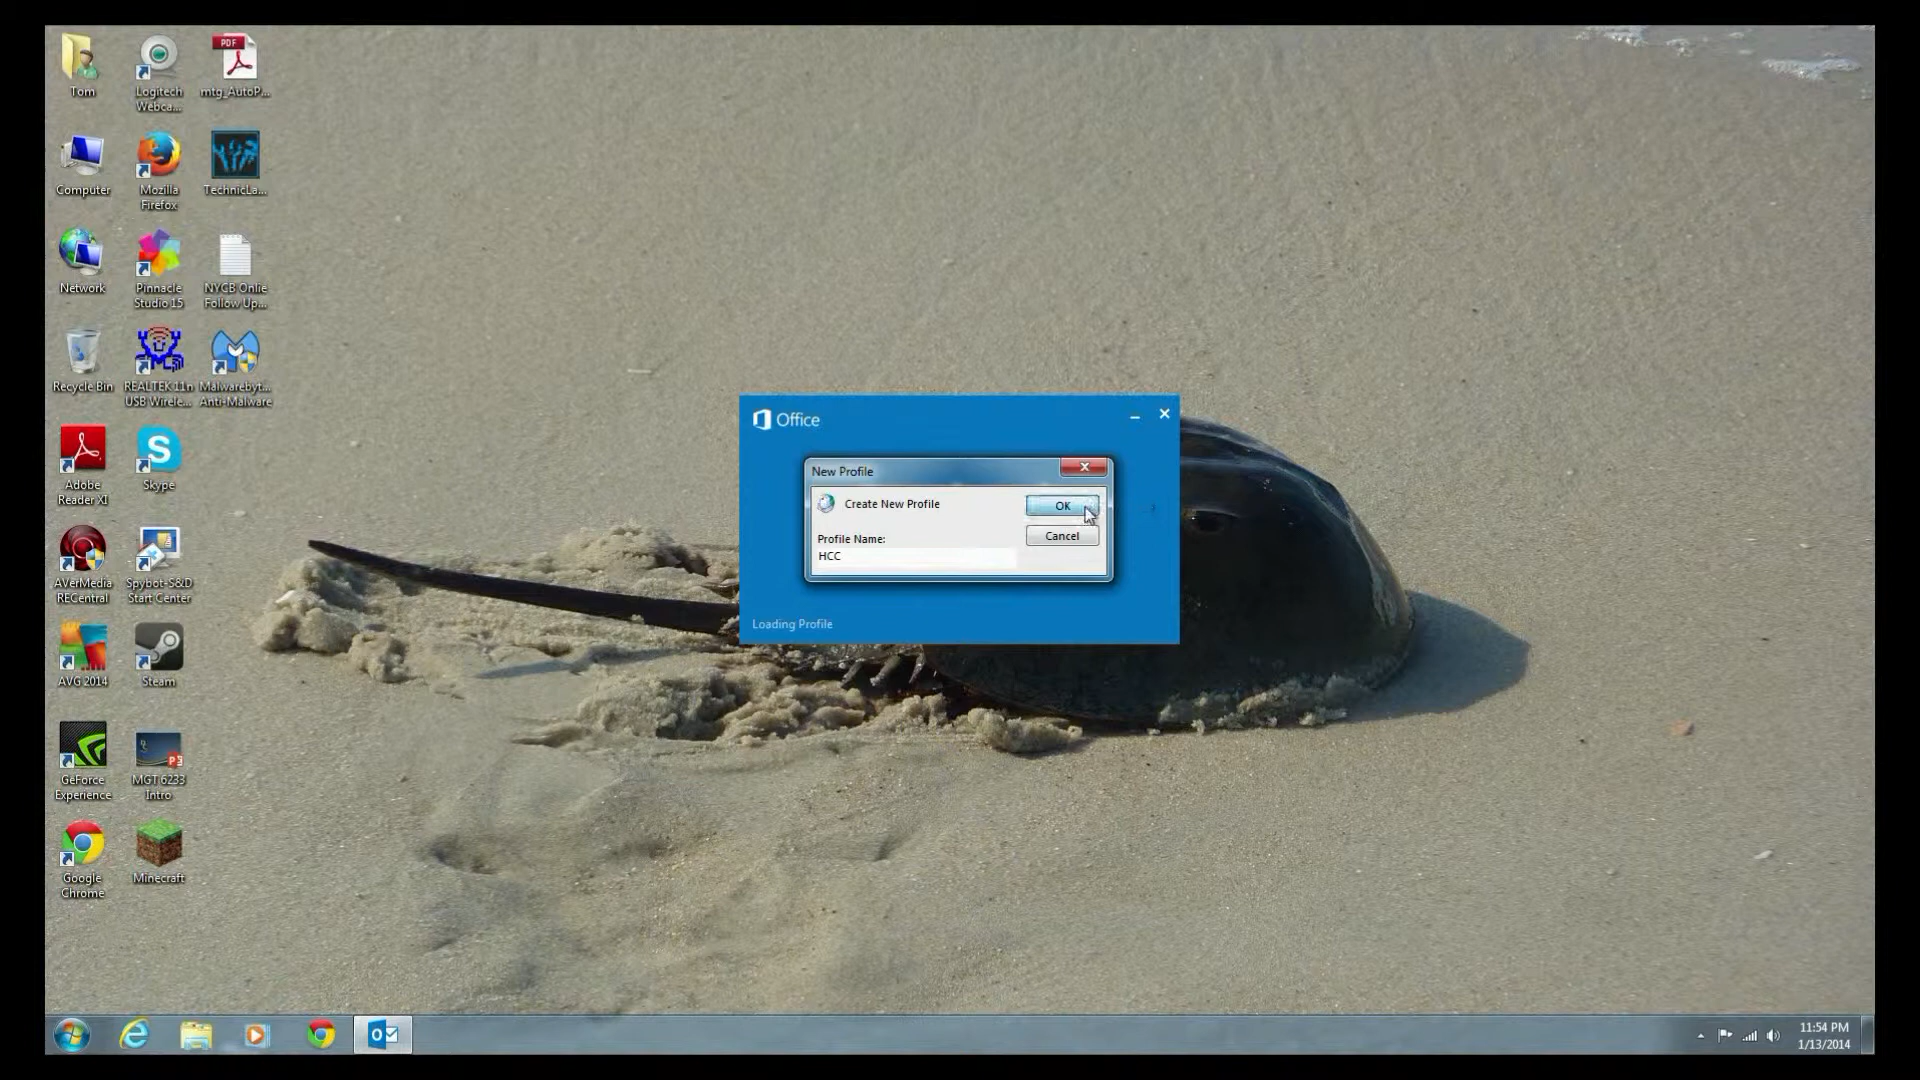 Tom
Logitech
Webca...
PDF
mtg_AutoP...
Computer
Mozilla
Firefox
TechnicLa...
Network
Pinnacle
Studio 15
NYCB Onlie
Follow Up...
Recycle Bin
REALTEK 11n
USB Wirele...
Malwarebyt...
Anti-Malware
Adobe
Reader XI
Skype
AVerMedia
RECentral
Spybot-S&D
Start Center
AVG 2014
Steam
GeForce
Experience
MGT 6233
Intro
Google
Chrome
Minecraft
Office
New Profile
Create New Profile
OK
Cancel
Profile Name:
HCC
Loading Profile
11:54 PM
1/13/2014